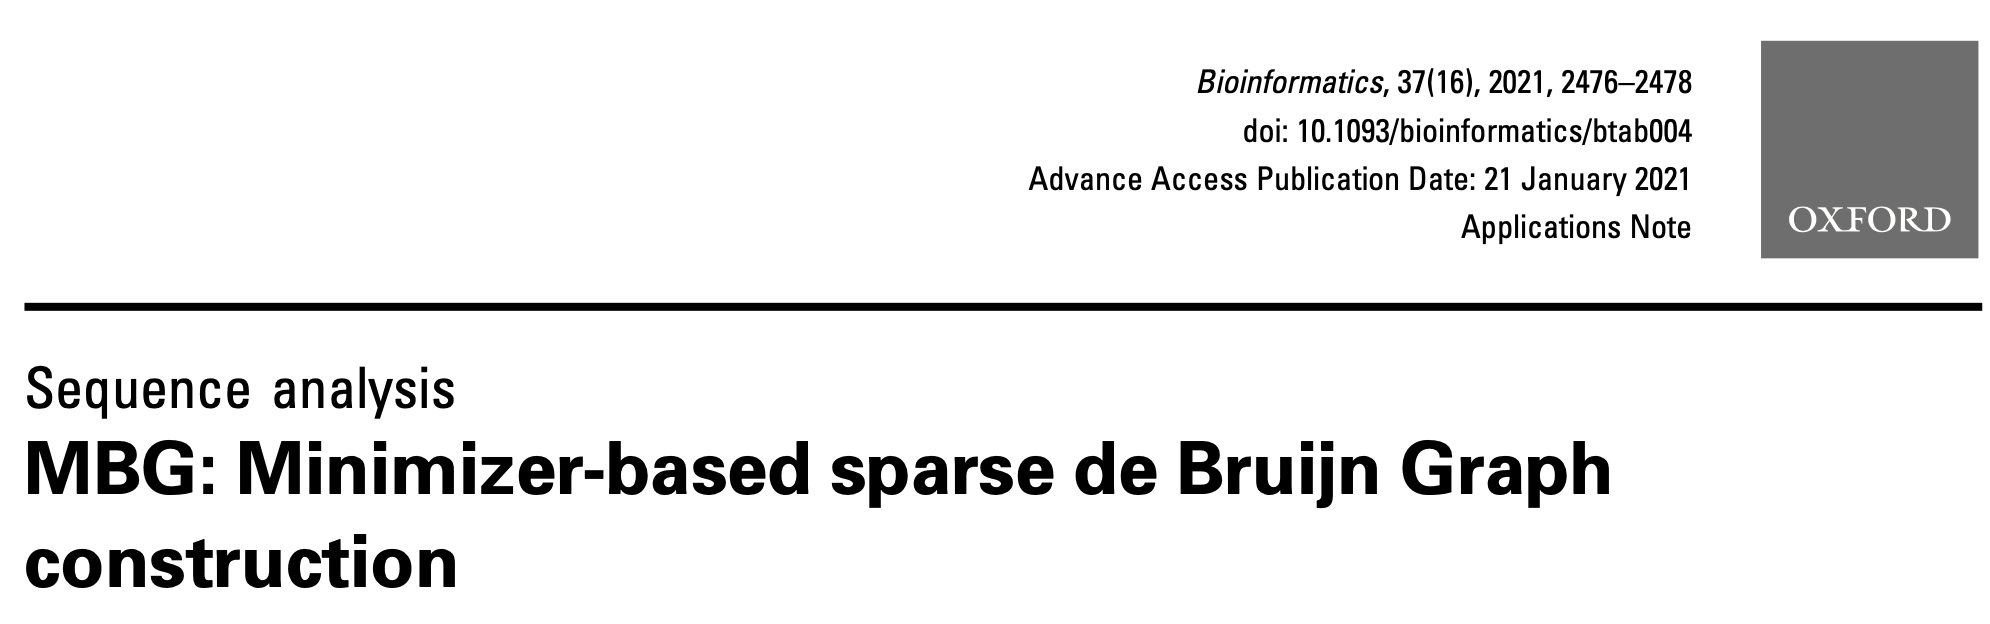 Bioinformatics, 37(16), 2021, 2476–2478
doi: 10.1093/bioinformatics/btab004
Advance Access Publication Date: 21 January 2021
Applications Note
OXFORD
Sequence analysis
MBG: Minimizer-based sparse de Bruijn Graph
construction